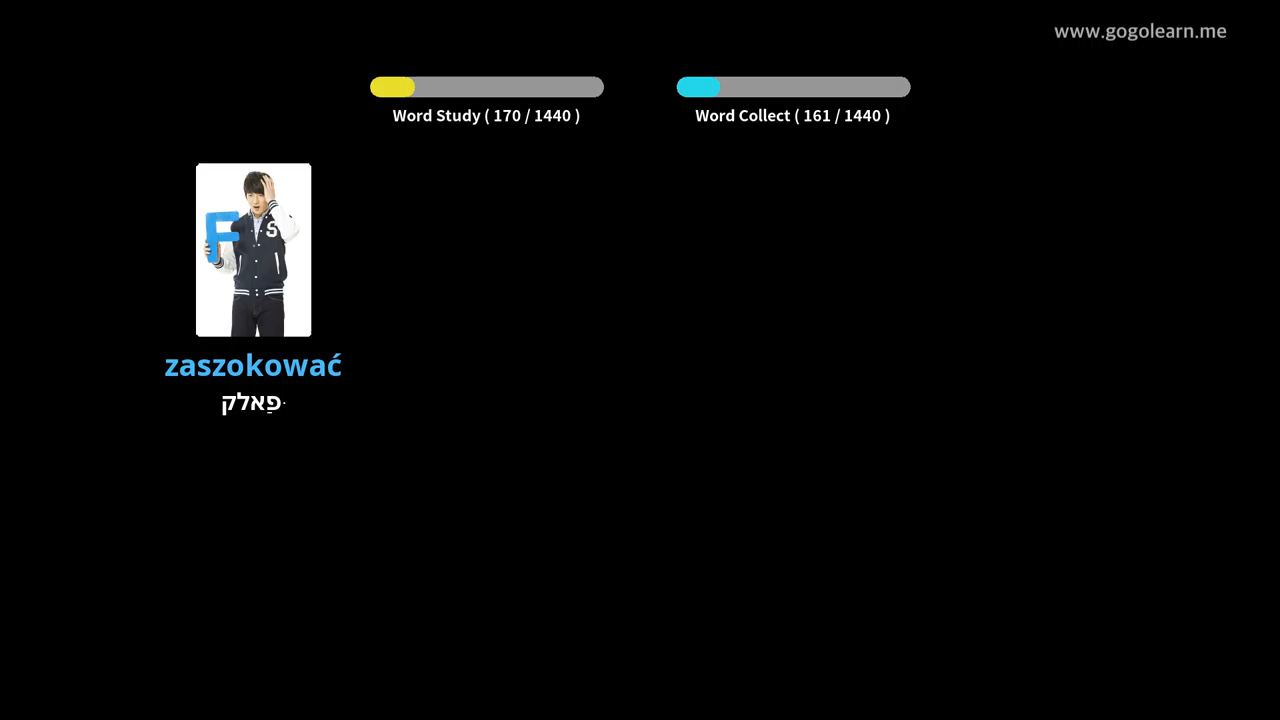 www.gogolearn.me
Word Study ( 170 / 1440 )
Word Collect ( 161 / 1440 )
F
S
zaszokować
פַאלק